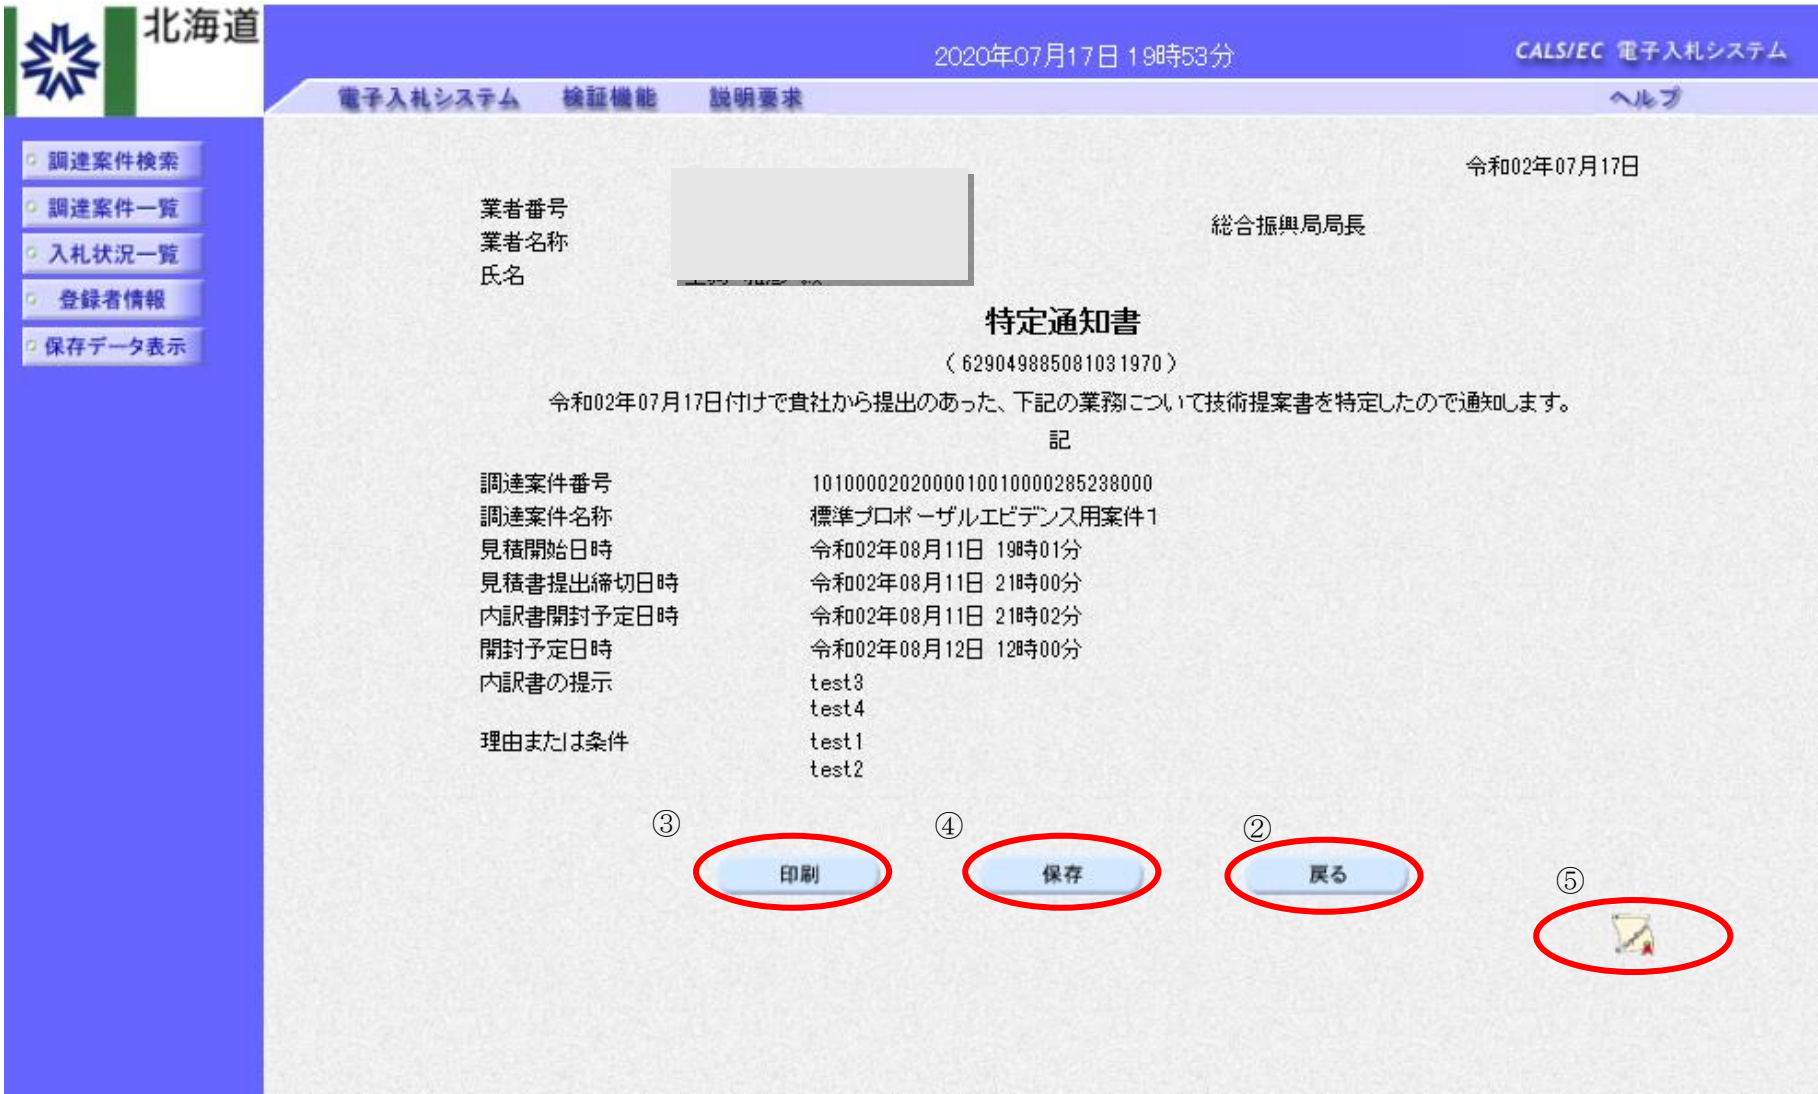 北海道
2020年07月17日 19時53分
CALS/EC 電子入札システム
電子入札システム 検証機能 説明要求 ヘルプ
調達案件検索
調達案件一覧
入札状況一覧
登録者情報
保存データ表示
令和02年07月17日
業者番号
業者名称
氏名
総合振興局局長
特定通知書
（6290498850810319​70）
令和02年07月17日付けで貴社から提出のあった、下記の業務について技術提案書を特定したので通知します。
記
調達案件番号 1010000202000010010000285238000
調達案件名称 標準プロポーザルエビデンス用案件1
見積開始日時 令和02年08月11日 19時01分
見積書提出締切日時 令和02年08月11日 21時00分
内訳書開封予定日時 令和02年08月11日 21時02分
開封予定日時 令和02年08月12日 12時00分
内訳書の提示 test3
test4
理由または条件 test1
test2
③ ④ ②
印刷 保存 戻る
⑤